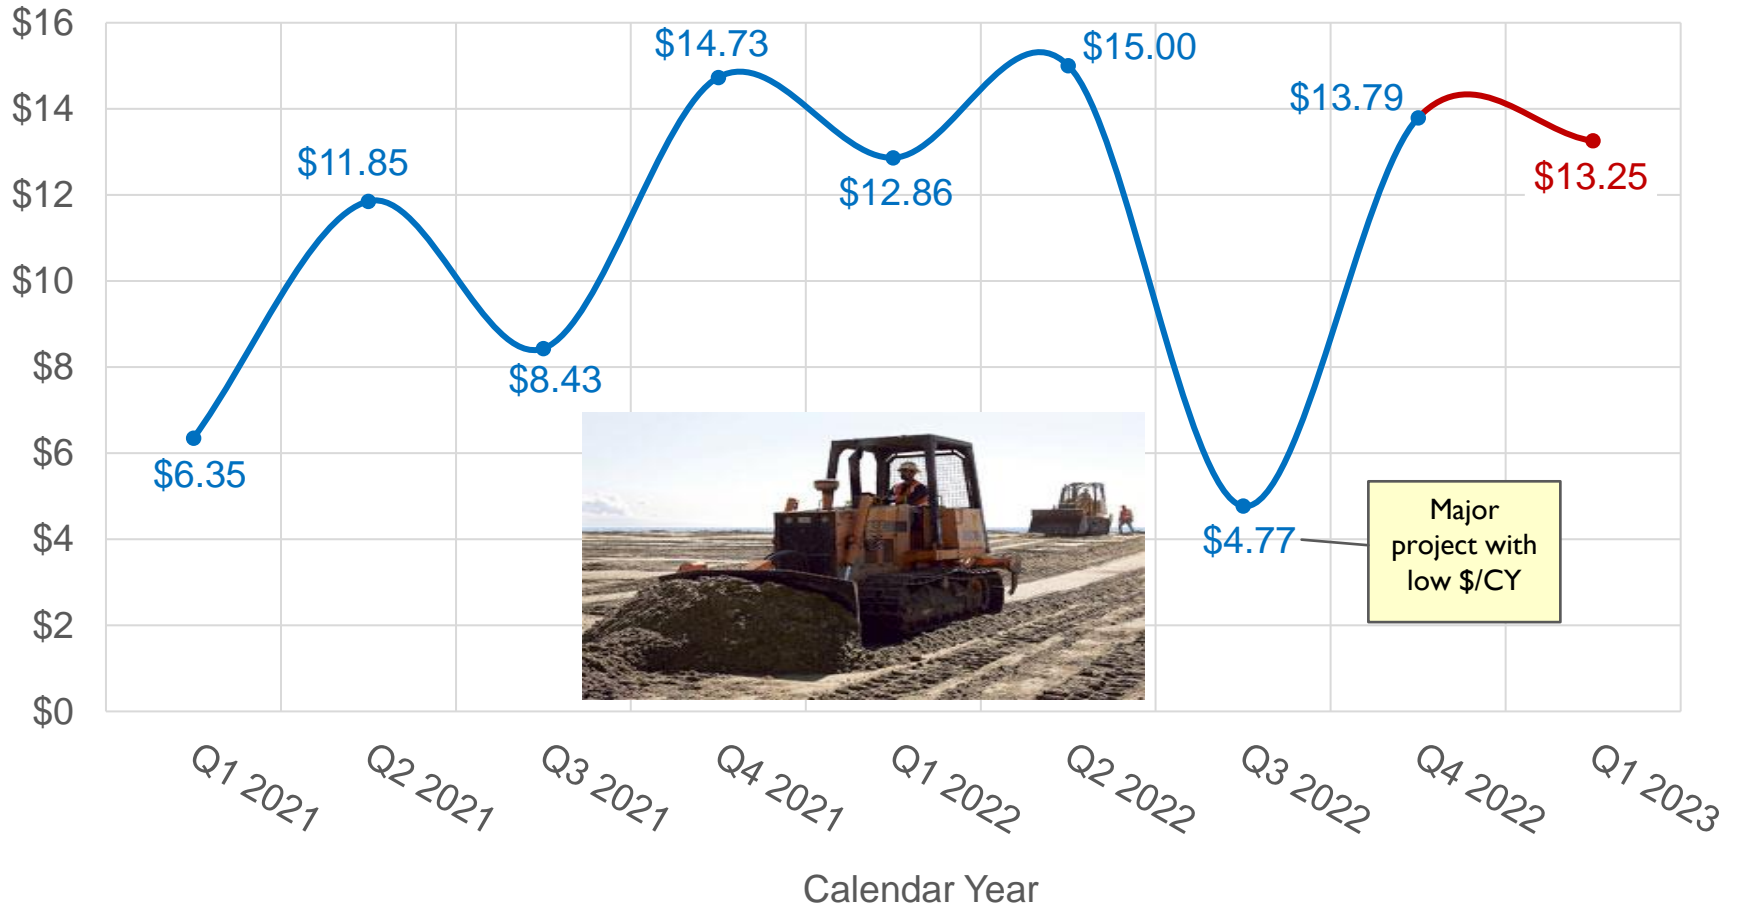 $16
$14
$12
$10
$8
$6
$4
$2
$0
$6.35
$11.85
$8.43
$14.73
$12.86
$15.00
$4.77
$13.79
$13.25
Major
project with
low $/CY
Q1 2021
Q2 2021
Q3 2021
Q4 2021
Q1 2022
Q2 2022
Q3 2022
Q4 2022
Q1 2023
Calendar Year